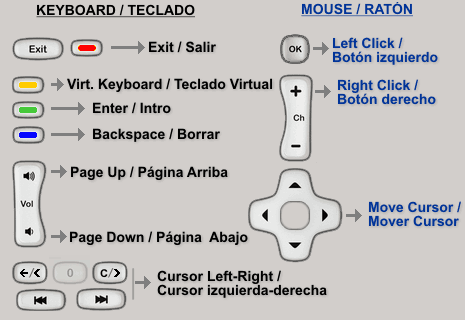 KEYBOARD / TECLADO
Exit
Exit / Salir
Virt. Keyboard / Teclado Virtual
Enter / Intro
Backspace / Borrar
Page Up / Página Arriba
Vol
Page Down / Página Abajo
←/< 0 C/>
Cursor Left-Right /
Cursor izquierda-derecha
MOUSE / RATÓN
OK
Left Click /
Botón izquierdo
Right Click /
Botón derecho
+
Ch
−
Move Cursor /
Mover Cursor